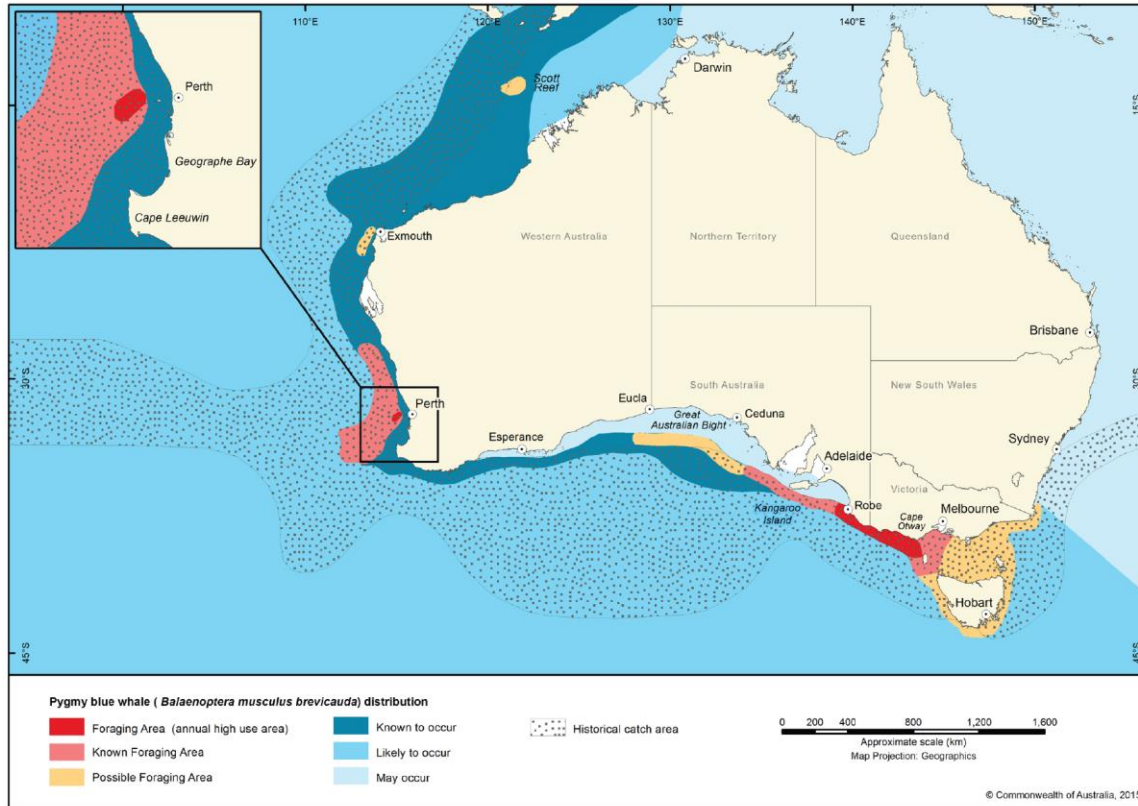 110°E
120°E
130°E
140°E
150°E
Perth
Geographe Bay
Cape Leeuwin
Scott
Reef
Darwin
15°S
Exmouth
Western Australia
Northern Territory
Queensland
Brisbane
30°S
30°S
Perth
South Australia
New South Wales
Eucla
Great
Australian Bight
Ceduna
Esperance
Sydney
Adelaide
Victoria
Kangaroo
Island
Robe
Cape
Otway
Melbourne
Hobart
45°S
45°S
Pygmy blue whale ( Balaenoptera musculus brevicauda) distribution
Foraging Area (annual high use area)
Known Foraging Area
Possible Foraging Area
Known to occur
Likely to occur
May occur
Historical catch area
0 200 400 800 1,200 1,600
Approximate scale (km)
Map Projection: Geographics
© Commonwealth of Australia, 2015